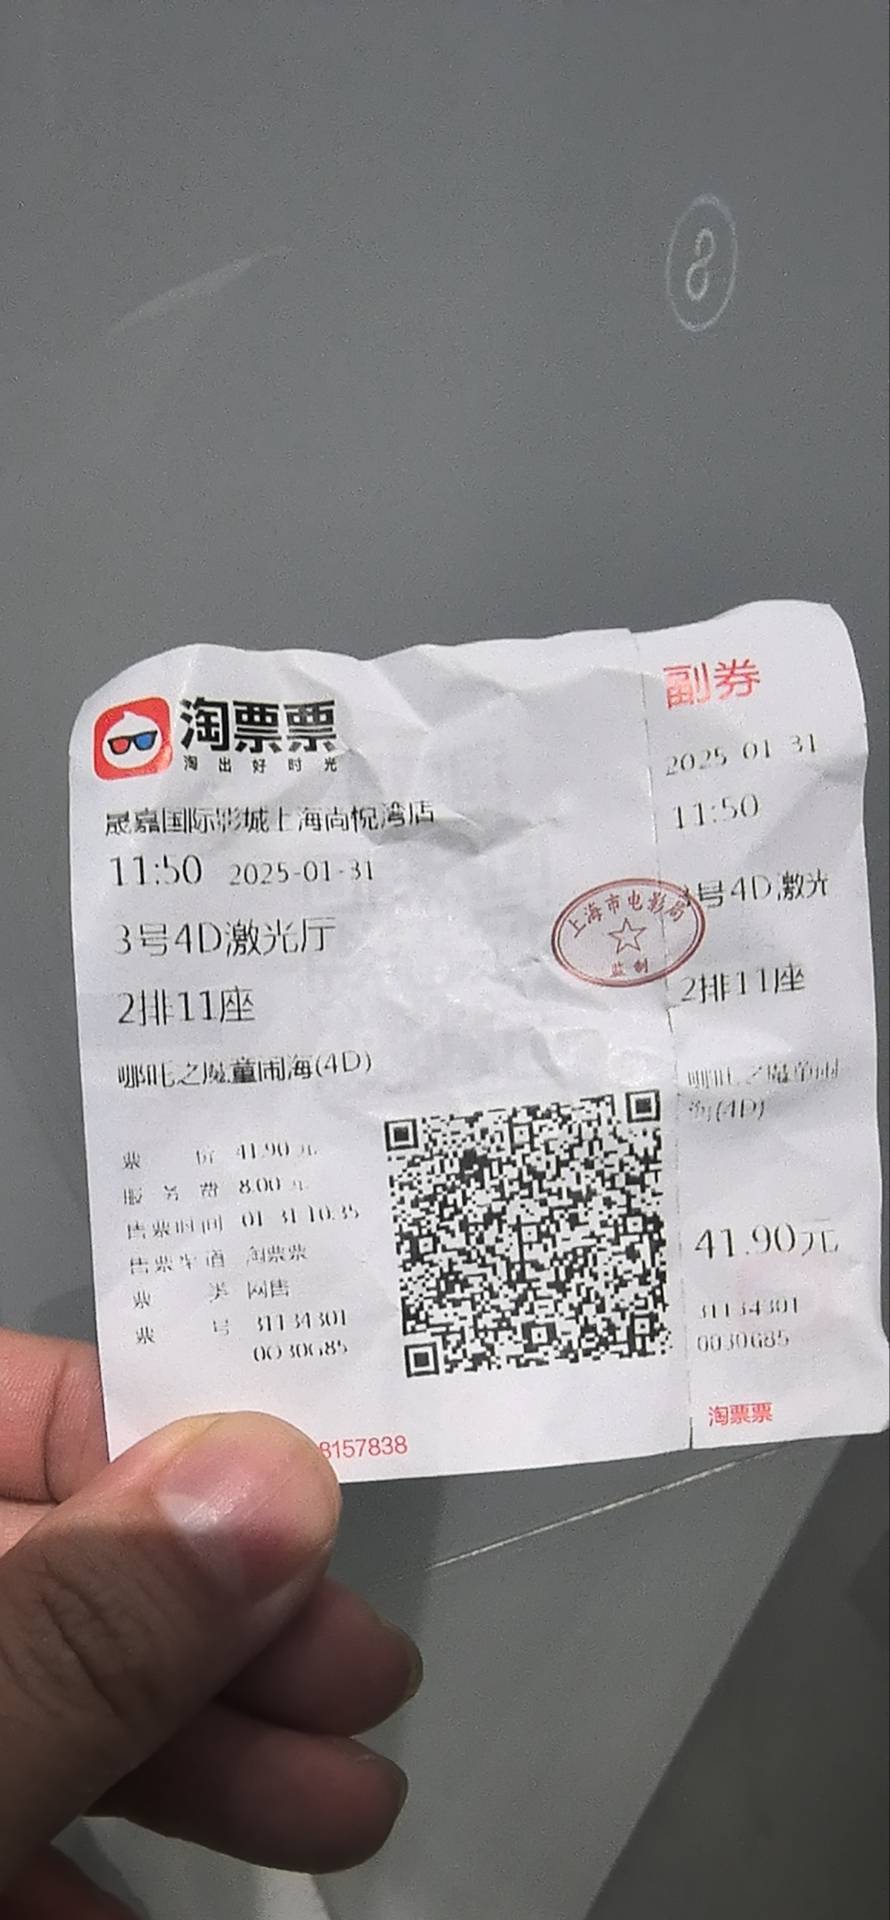 8
淘票票
淘出好时光
晟嘉国际影城上海尚悦湾店
11:50 2025-01-31
3号4D激光厅
2排11座
哪吒之魔童闹海(4D)
票价 41.90元
服务费 8.00元
售票时间 01-31 10:35
售票渠道 淘票票
票类 网售
票号 31134301
0030685
8157838
上海市电影局
监制
副券
2025-01-31
11:50
3号4D激光
2排11座
哪吒之魔童闹
海(4D)
41.90元
31134301
0030685
淘票票